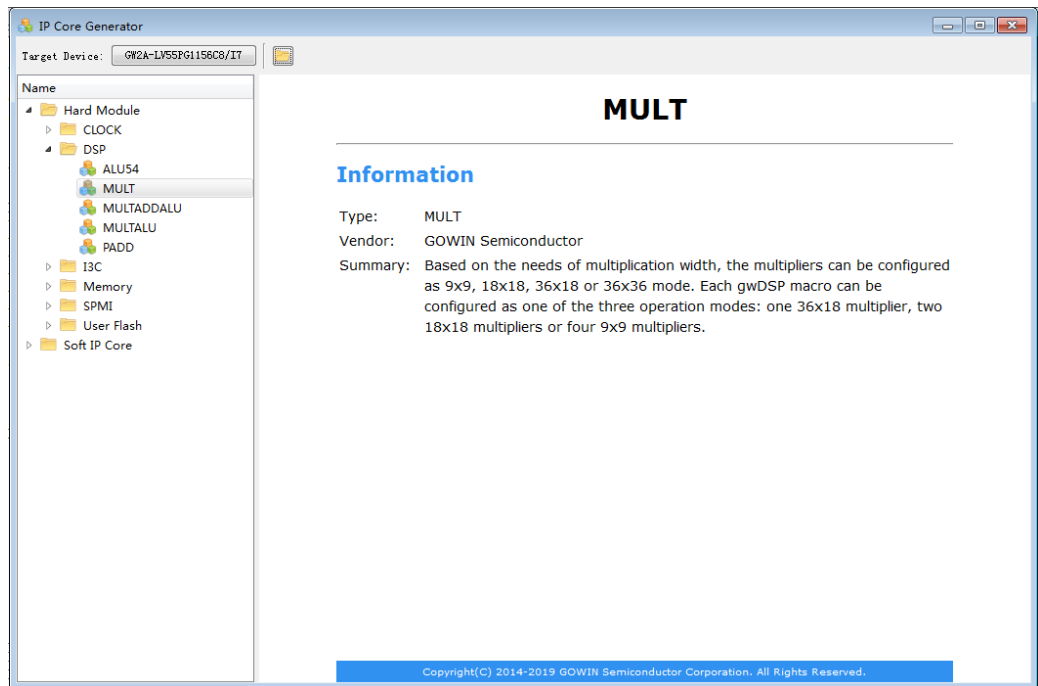 IP Core Generator
Target Device: GW2A-LV55PG1156C8/I7
Name
Hard Module
CLOCK
DSP
ALU54
MULT
MULTADDALU
MULTALU
PADD
I3C
Memory
SPMI
User Flash
Soft IP Core
MULT
Information
Type: MULT
Vendor: GOWIN Semiconductor
Summary: Based on the needs of multiplication width, the multipliers can be configured
as 9x9, 18x18, 36x18 or 36x36 mode. Each gwDSP macro can be
configured as one of the three operation modes: one 36x18 multiplier, two
18x18 multipliers or four 9x9 multipliers.
Copyright(C) 2014-2019 GOWIN Semiconductor Corporation. All Rights Reserved.